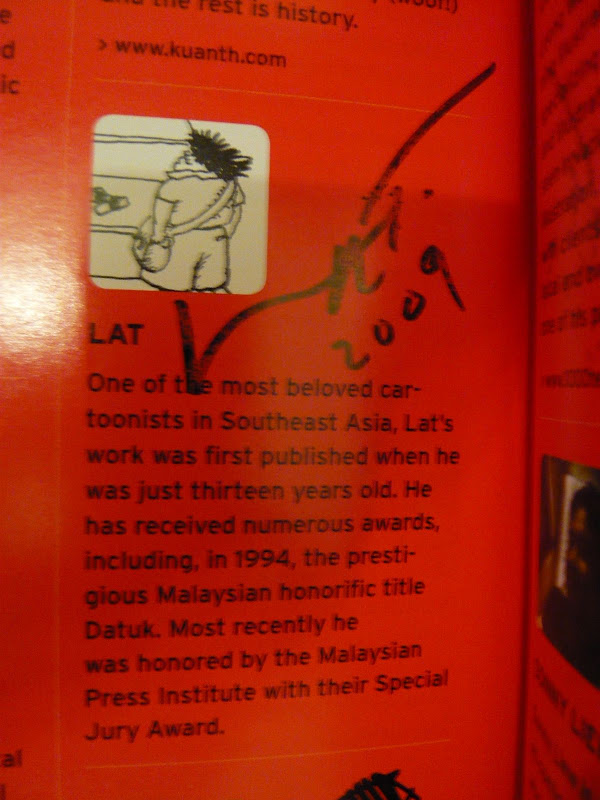 and the rest is history.
> www.kuanth.com
2009
LAT
One of the most beloved car-
toonists in Southeast Asia, Lat's
work was first published when he
was just thirteen years old. He
has received numerous awards,
including, in 1994, the presti-
gious Malaysian honorific title
Datuk. Most recently he
was honored by the Malaysian
Press Institute with their Special
Jury Award.